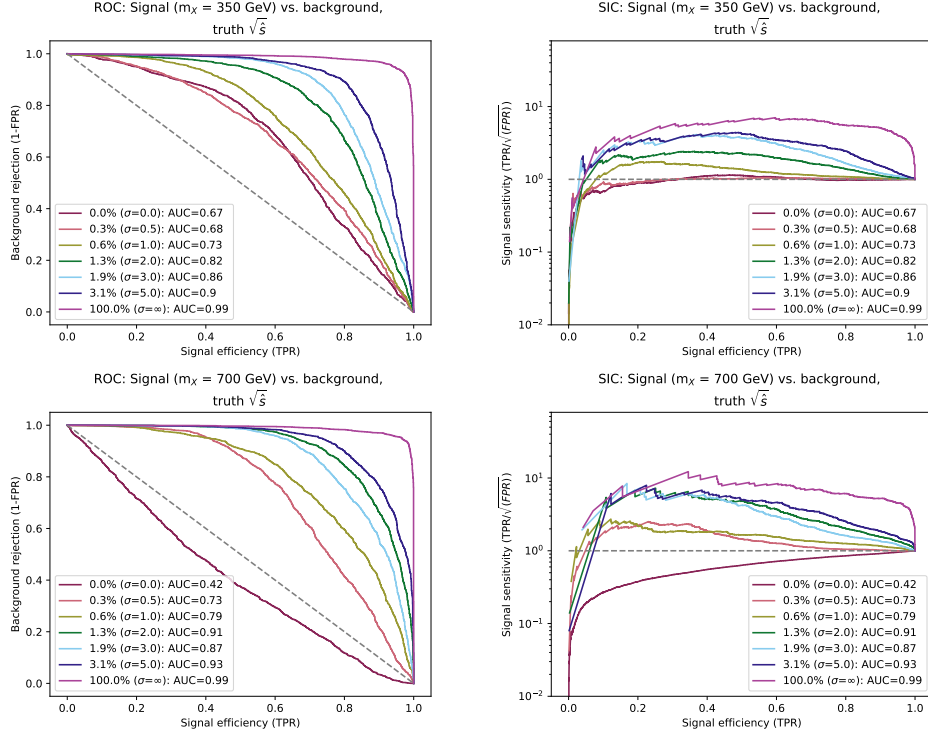 ROC: Signal (mX = 350 GeV) vs. background,
truth √ŝ
Background rejection (1-FPR)
1.0
0.8
0.6
0.4
0.2
0.0
0.0% (σ=0.0): AUC=0.67
0.3% (σ=0.5): AUC=0.68
0.6% (σ=1.0): AUC=0.73
1.3% (σ=2.0): AUC=0.82
1.9% (σ=3.0): AUC=0.86
3.1% (σ=5.0): AUC=0.9
100.0% (σ=∞): AUC=0.99
0.0 0.2 0.4 0.6 0.8 1.0
Signal efficiency (TPR)
SIC: Signal (mX = 350 GeV) vs. background,
truth √ŝ
Signal sensitivity (TPR/√(FPR))
10¹
10⁰
10⁻¹
10⁻²
0.0% (σ=0.0): AUC=0.67
0.3% (σ=0.5): AUC=0.68
0.6% (σ=1.0): AUC=0.73
1.3% (σ=2.0): AUC=0.82
1.9% (σ=3.0): AUC=0.86
3.1% (σ=5.0): AUC=0.9
100.0% (σ=∞): AUC=0.99
0.0 0.2 0.4 0.6 0.8 1.0
Signal efficiency (TPR)
ROC: Signal (mX = 700 GeV) vs. background,
truth √ŝ
Background rejection (1-FPR)
1.0
0.8
0.6
0.4
0.2
0.0
0.0% (σ=0.0): AUC=0.42
0.3% (σ=0.5): AUC=0.73
0.6% (σ=1.0): AUC=0.79
1.3% (σ=2.0): AUC=0.91
1.9% (σ=3.0): AUC=0.87
3.1% (σ=5.0): AUC=0.93
100.0% (σ=∞): AUC=0.99
0.0 0.2 0.4 0.6 0.8 1.0
Signal efficiency (TPR)
SIC: Signal (mX = 700 GeV) vs. background,
truth √ŝ
Signal sensitivity (TPR/√(FPR))
10¹
10⁰
10⁻¹
10⁻²
0.0% (σ=0.0): AUC=0.42
0.3% (σ=0.5): AUC=0.73
0.6% (σ=1.0): AUC=0.79
1.3% (σ=2.0): AUC=0.91
1.9% (σ=3.0): AUC=0.87
3.1% (σ=5.0): AUC=0.93
100.0% (σ=∞): AUC=0.99
0.0 0.2 0.4 0.6 0.8 1.0
Signal efficiency (TPR)